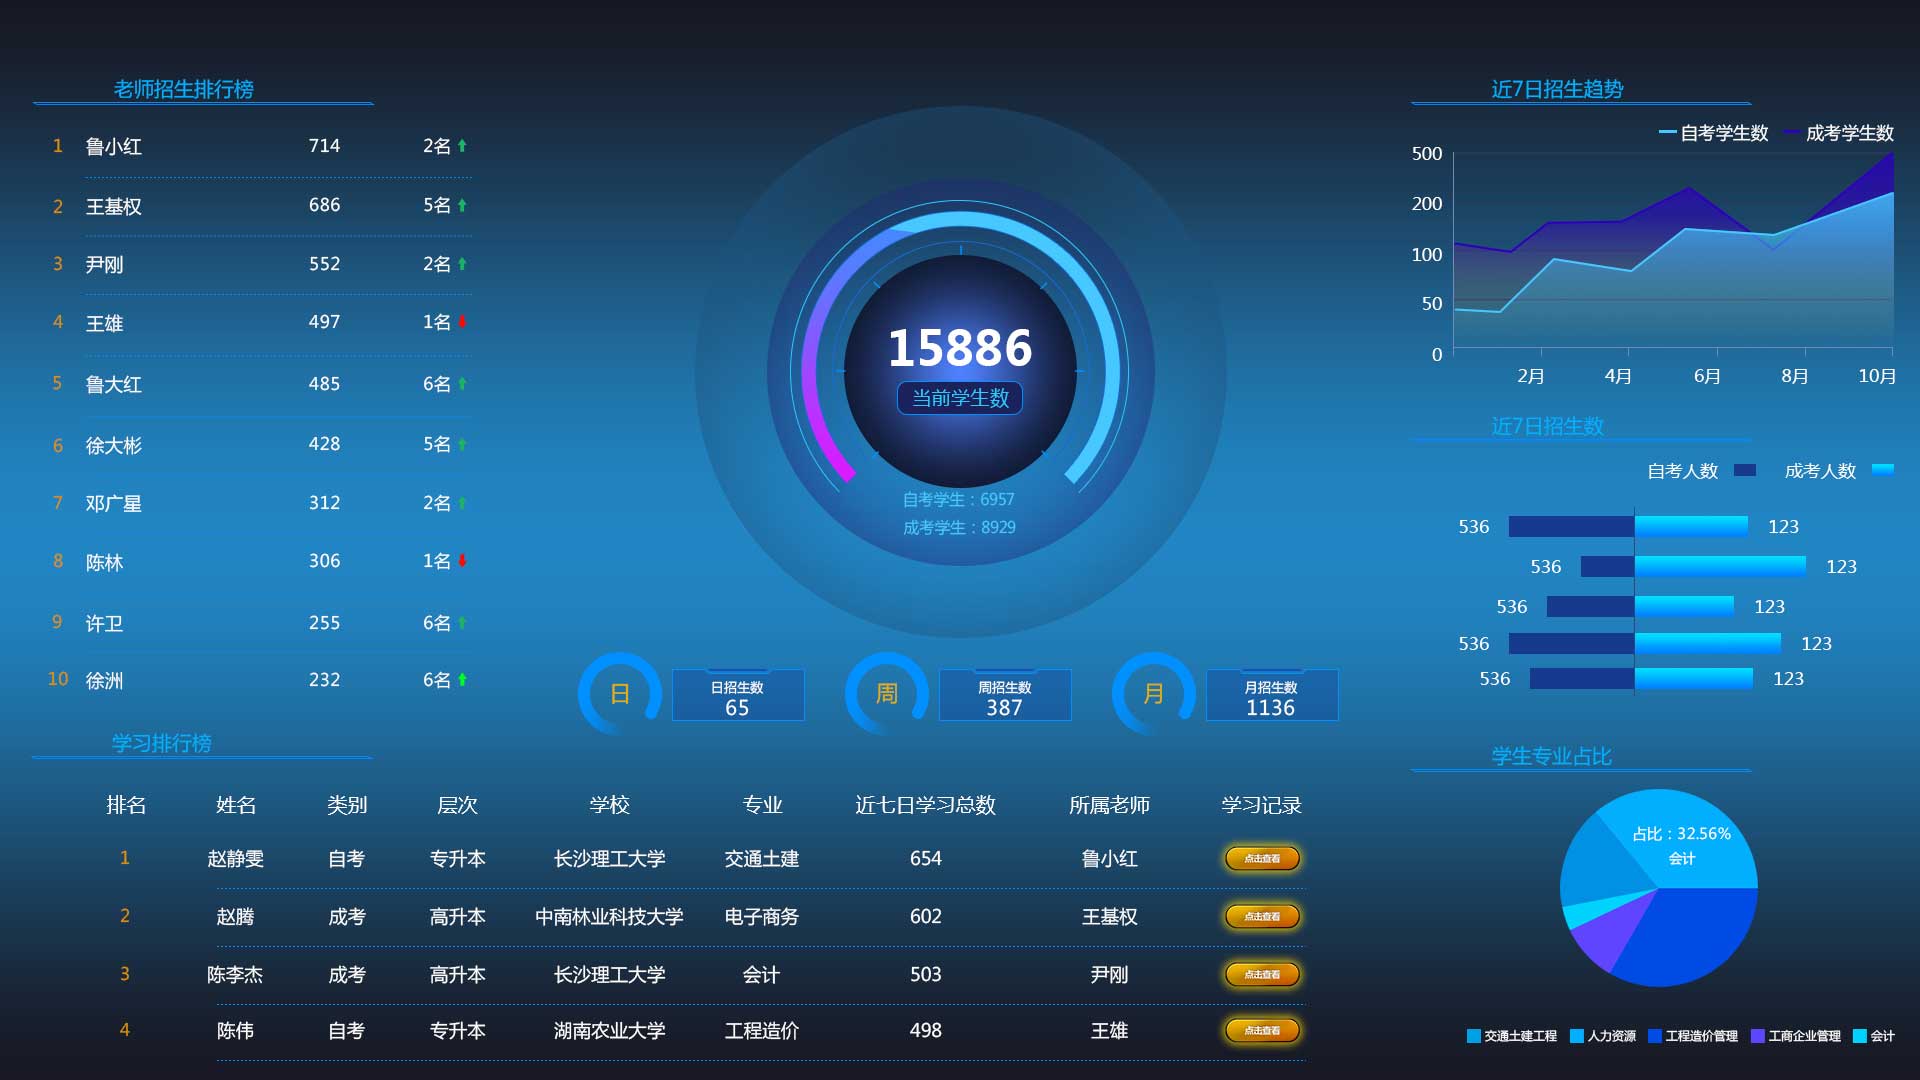 老师招生排行榜
1 鲁小红 714 2名
2 王基权 686 5名
3 尹刚 552 2名
4 王雄 497 1名
5 鲁大红 485 6名
6 徐大彬 428 5名
7 邓广星 312 2名
8 陈林 306 1名
9 许卫 255 6名
10 徐洲 232 6名
15886
当前学生数
自考学生：6957
成考学生：8929
日
日招生数
65
周
周招生数
387
月
月招生数
1136
近7日招生趋势
自考学生数 成考学生数
500
200
100
50
0
2月 4月 6月 8月 10月
近7日招生数
自考人数 成考人数
536 123
536 123
536 123
536 123
536 123
学生专业占比
占比：32.56%
会计
交通土建工程 人力资源 工程造价管理 工商企业管理 会计
学习排行榜
排名 姓名 类别 层次 学校 专业 近七日学习总数 所属老师 学习记录
1 赵静雯 自考 专升本 长沙理工大学 交通土建 654 鲁小红 点击查看
2 赵腾 成考 高升本 中南林业科技大学 电子商务 602 王基权 点击查看
3 陈李杰 成考 高升本 长沙理工大学 会计 503 尹刚 点击查看
4 陈伟 自考 专升本 湖南农业大学 工程造价 498 王雄 点击查看